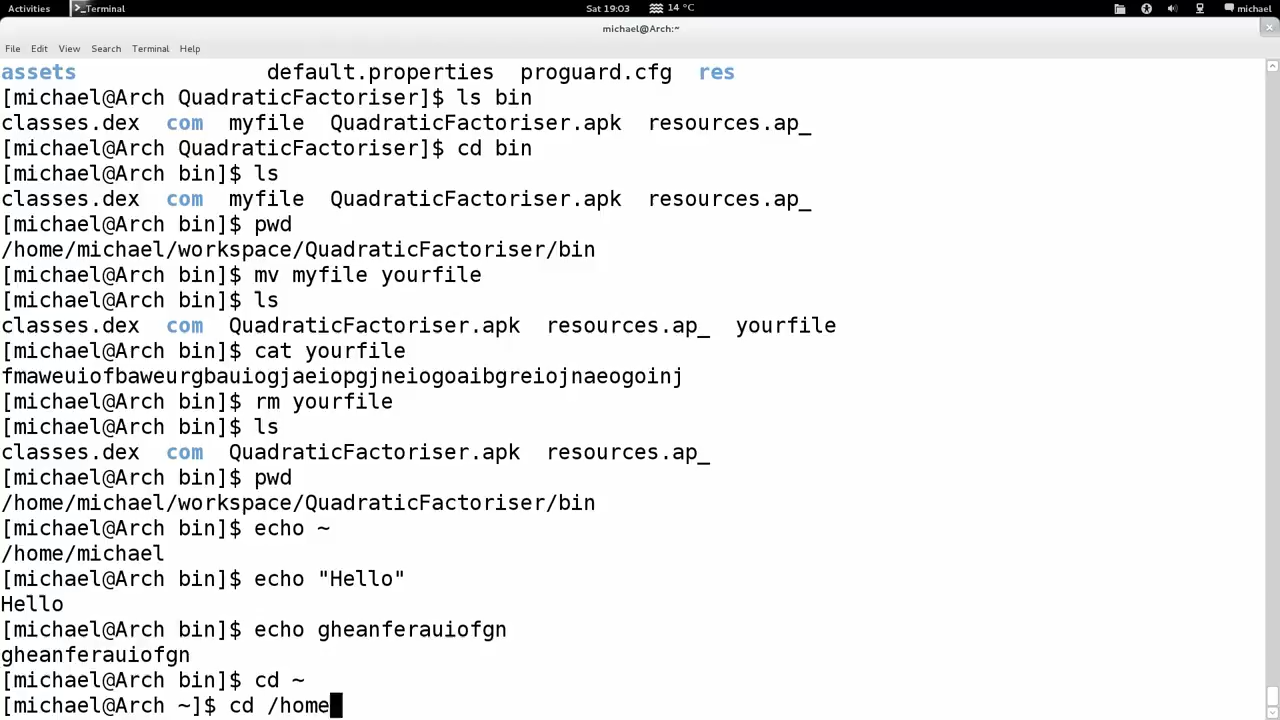 Activities Terminal Sat 19:03 14 °C michael
michael@Arch:~
File Edit View Search Terminal Help
assets default.properties proguard.cfg res
[michael@Arch QuadraticFactoriser]$ ls bin
classes.dex com myfile QuadraticFactoriser.apk resources.ap_
[michael@Arch QuadraticFactoriser]$ cd bin
[michael@Arch bin]$ ls
classes.dex com myfile QuadraticFactoriser.apk resources.ap_
[michael@Arch bin]$ pwd
/home/michael/workspace/QuadraticFactoriser/bin
[michael@Arch bin]$ mv myfile yourfile
[michael@Arch bin]$ ls
classes.dex com QuadraticFactoriser.apk resources.ap_ yourfile
[michael@Arch bin]$ cat yourfile
fmaweuiofbaweurgbauiogjaeiopgjneiogoaibgreiojnaeogoinj
[michael@Arch bin]$ rm yourfile
[michael@Arch bin]$ ls
classes.dex com QuadraticFactoriser.apk resources.ap_
[michael@Arch bin]$ pwd
/home/michael/workspace/QuadraticFactoriser/bin
[michael@Arch bin]$ echo ~
/home/michael
[michael@Arch bin]$ echo "Hello"
Hello
[michael@Arch bin]$ echo gheanferauiofgn
gheanferauiofgn
[michael@Arch bin]$ cd ~
[michael@Arch ~]$ cd /home